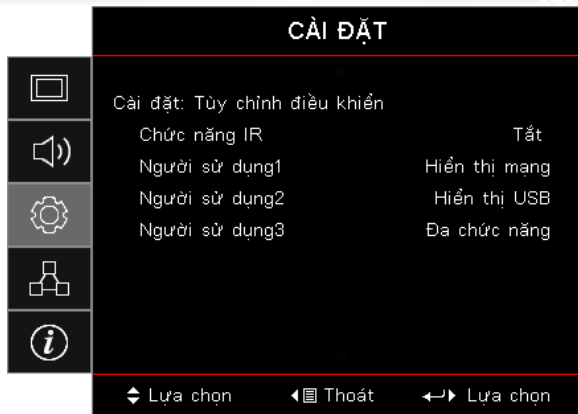 CÀI ĐẶT
Cài đặt: Tùy chỉnh điều khiển
Chức năng IR Tắt
Người sử dụng1 Hiển thị mạng
Người sử dụng2 Hiển thị USB
Người sử dụng3 Đa chức năng
Lựa chọn Thoát Lựa chọn